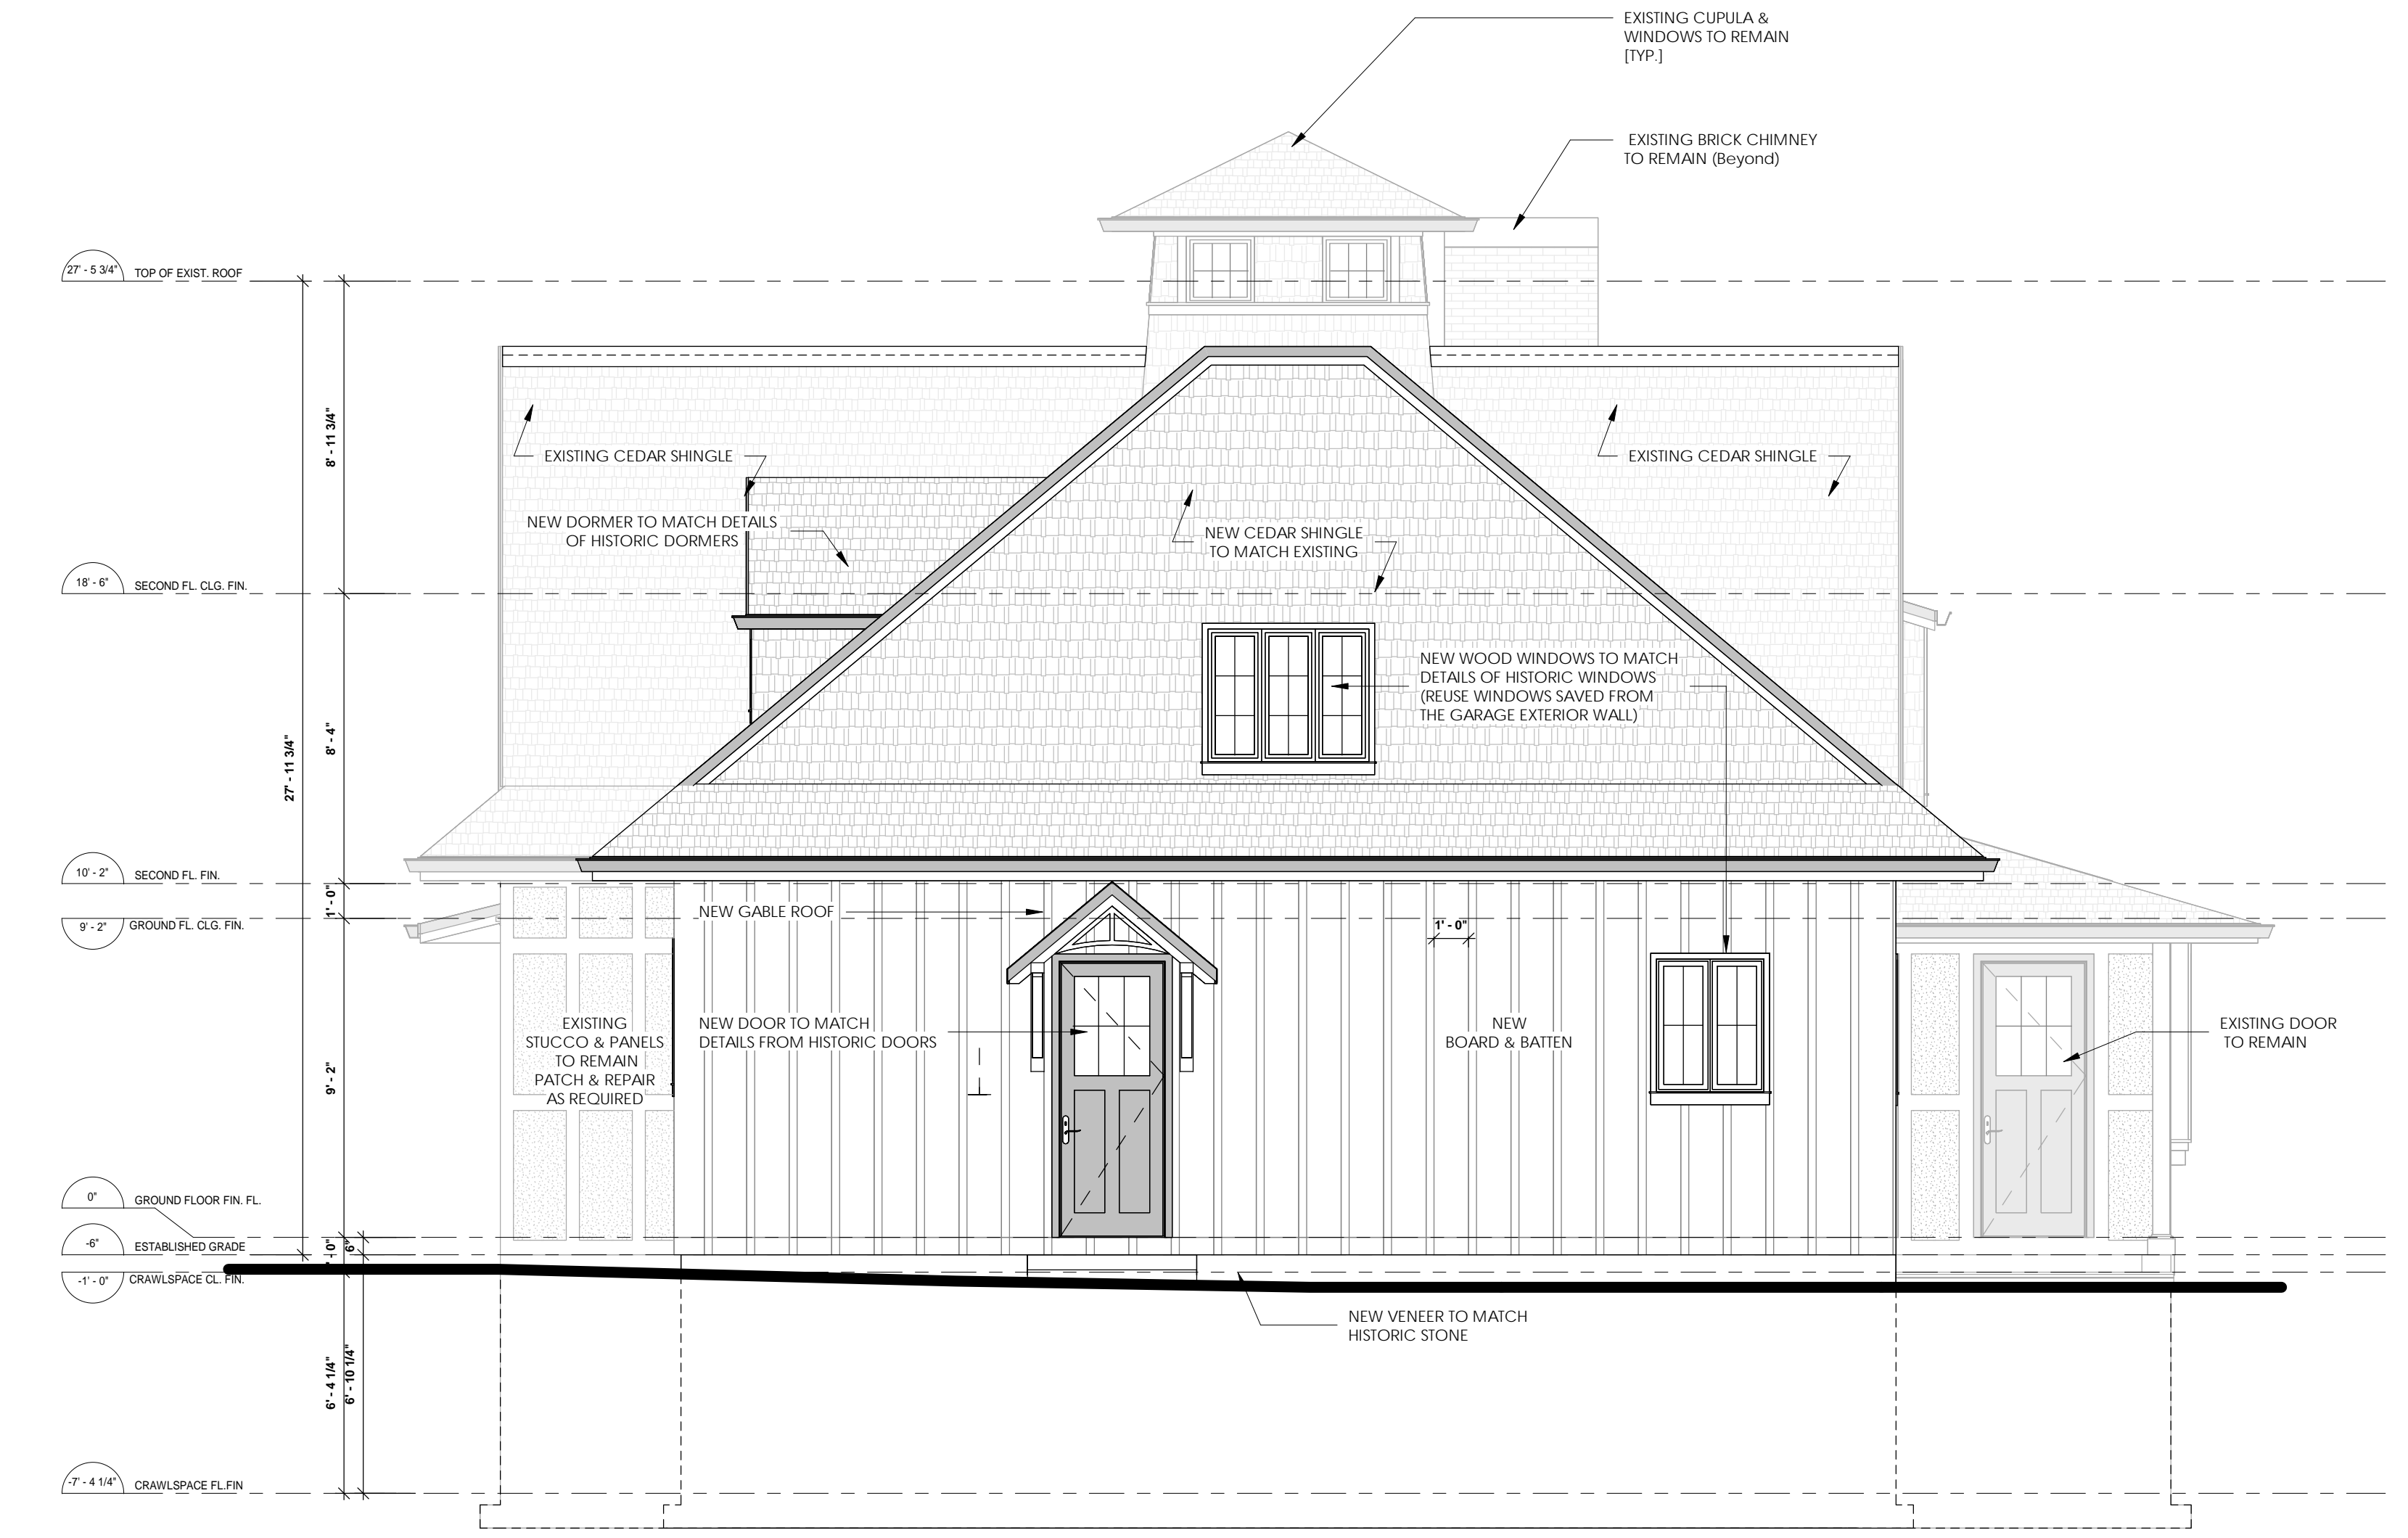 EXISTING CUPULA &
WINDOWS TO REMAIN
[TYP.]
EXISTING BRICK CHIMNEY
TO REMAIN (Beyond)
27' - 5 3/4"
TOP OF EXIST. ROOF
8' - 11 3/4"
EXISTING CEDAR SHINGLE
EXISTING CEDAR SHINGLE
NEW DORMER TO MATCH DETAILS
OF HISTORIC DORMERS
NEW CEDAR SHINGLE
TO MATCH EXISTING
18' - 6"
SECOND FL. CLG. FIN.
NEW WOOD WINDOWS TO MATCH
DETAILS OF HISTORIC WINDOWS
(REUSE WINDOWS SAVED FROM
THE GARAGE EXTERIOR WALL)
27' - 11 3/4"
8' - 4"
10' - 2"
SECOND FL. FIN.
1' - 0"
9' - 2"
GROUND FL. CLG. FIN.
NEW GABLE ROOF
1' - 0"
EXISTING
STUCCO & PANELS
TO REMAIN
PATCH & REPAIR
AS REQUIRED
NEW DOOR TO MATCH
DETAILS FROM HISTORIC DOORS
NEW
BOARD & BATTEN
EXISTING DOOR
TO REMAIN
9' - 2"
0"
GROUND FLOOR FIN. FL.
-6"
ESTABLISHED GRADE
' - 0"
6"
-1' - 0"
CRAWLSPACE CL. FIN.
NEW VENEER TO MATCH
HISTORIC STONE
6' - 4 1/4"
6' - 10 1/4"
-7' - 4 1/4"
CRAWLSPACE FL.FIN